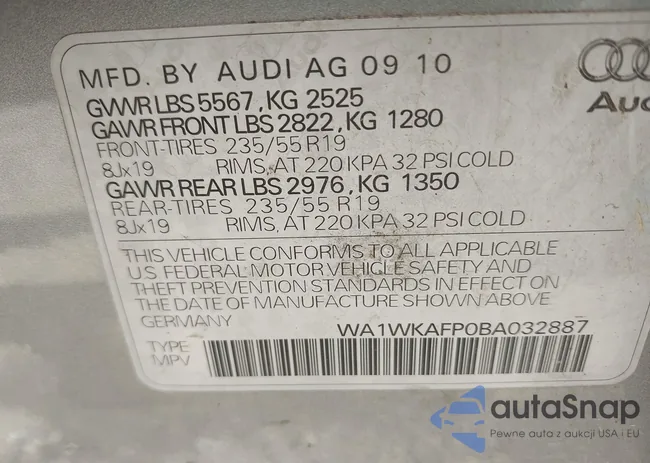 MFD. BY AUDI AG 09 10
GWWR LBS 5567, KG 2525
GAWR FRONT LBS 2822, KG 1280
FRONT-TIRES 235/55 R19
8Jx19 RIMS, AT 220 KPA 32 PSI COLD
GAWR REAR LBS 2976, KG 1350
REAR-TIRES 235/55 R19
8Jx19 RIMS, AT 220 KPA 32 PSI COLD
THIS VEHICLE CONFORMS TO ALL APPLICABLE
U.S. FEDERAL MOTOR VEHICLE SAFETY AND
THEFT PREVENTION STANDARDS IN EFFECT ON
THE DATE OF MANUFACTURE SHOWN ABOVE
GERMANY
WA1WKAFP0BA032887
TYPE
MPV
Aud
autaSnap
Pewne auta z aukcji USA i EU